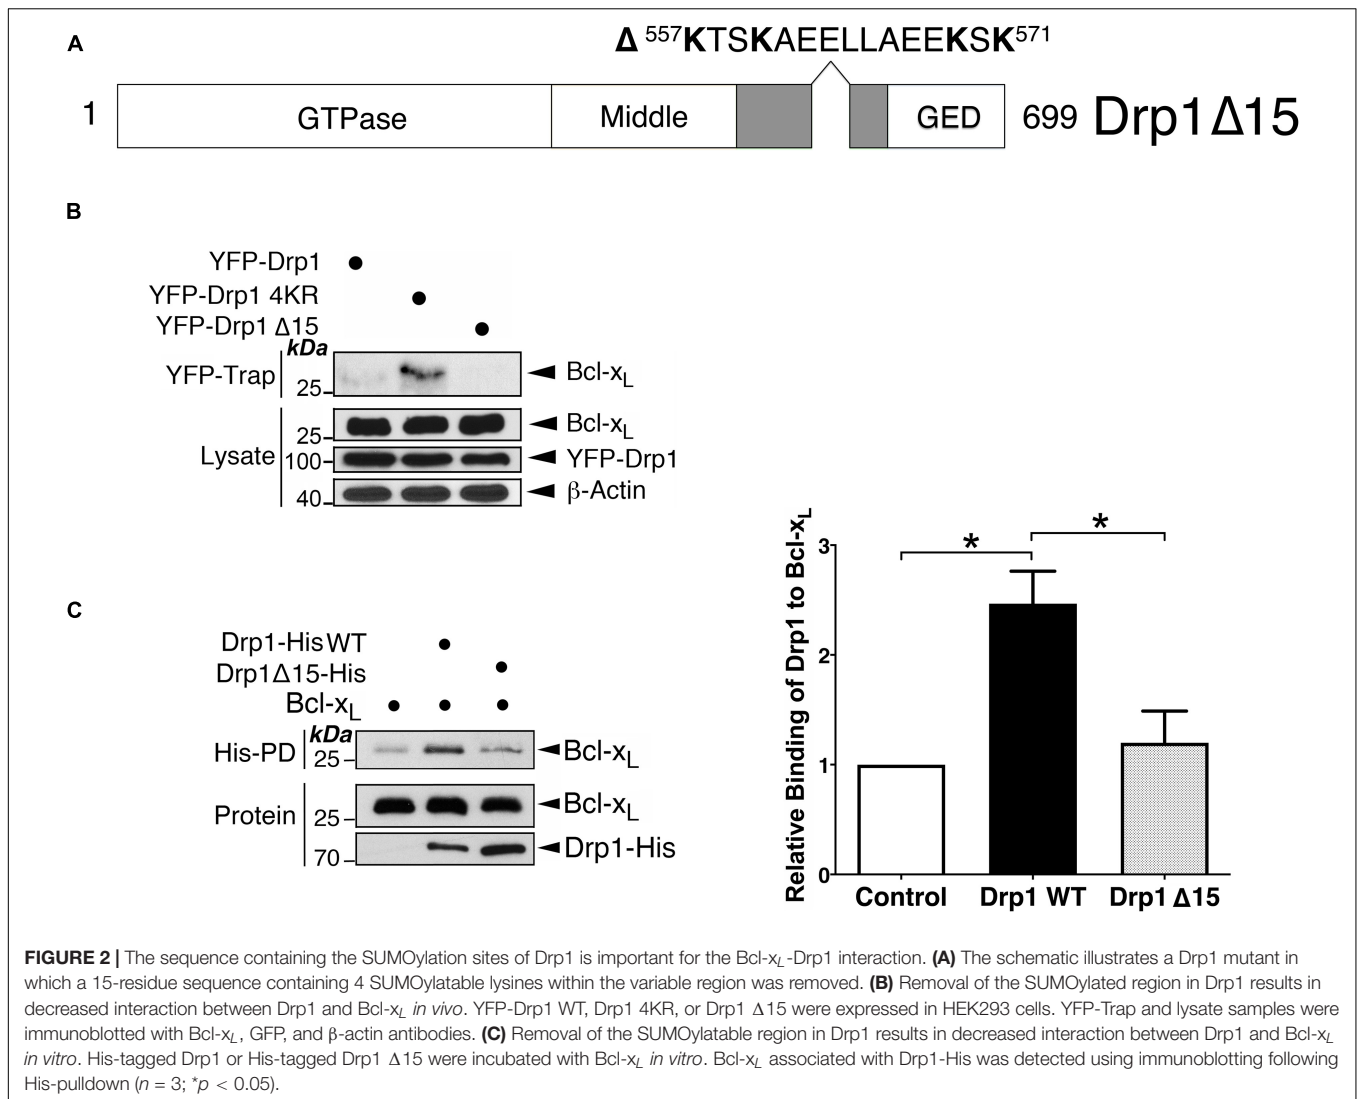 A
Δ 557KTSKAEELLAEEKSK571
1 GTPase Middle GED 699 Drp1Δ15
B
YFP-Drp1
YFP-Drp1 4KR
YFP-Drp1 Δ15
kDa
YFP-Trap 25 Bcl-xL
Lysate
25 Bcl-xL
100 YFP-Drp1
40 β-Actin
C
Drp1-His WT
Drp1Δ15-His
Bcl-xL
kDa
His-PD 25 Bcl-xL
Protein
25 Bcl-xL
70 Drp1-His
Relative Binding of Drp1 to Bcl-xL
3
2
1
0
* *
Control Drp1 WT Drp1 Δ15
FIGURE 2 | The sequence containing the SUMOylation sites of Drp1 is important for the Bcl-xL-Drp1 interaction. (A) The schematic illustrates a Drp1 mutant in
which a 15-residue sequence containing 4 SUMOylatable lysines within the variable region was removed. (B) Removal of the SUMOylated region in Drp1 results in
decreased interaction between Drp1 and Bcl-xL in vivo. YFP-Drp1 WT, Drp1 4KR, or Drp1 Δ15 were expressed in HEK293 cells. YFP-Trap and lysate samples were
immunoblotted with Bcl-xL, GFP, and β-actin antibodies. (C) Removal of the SUMOylatable region in Drp1 results in decreased interaction between Drp1 and Bcl-xL
in vitro. His-tagged Drp1 or His-tagged Drp1 Δ15 were incubated with Bcl-xL in vitro. Bcl-xL associated with Drp1-His was detected using immunoblotting following
His-pulldown (n = 3; *p < 0.05).